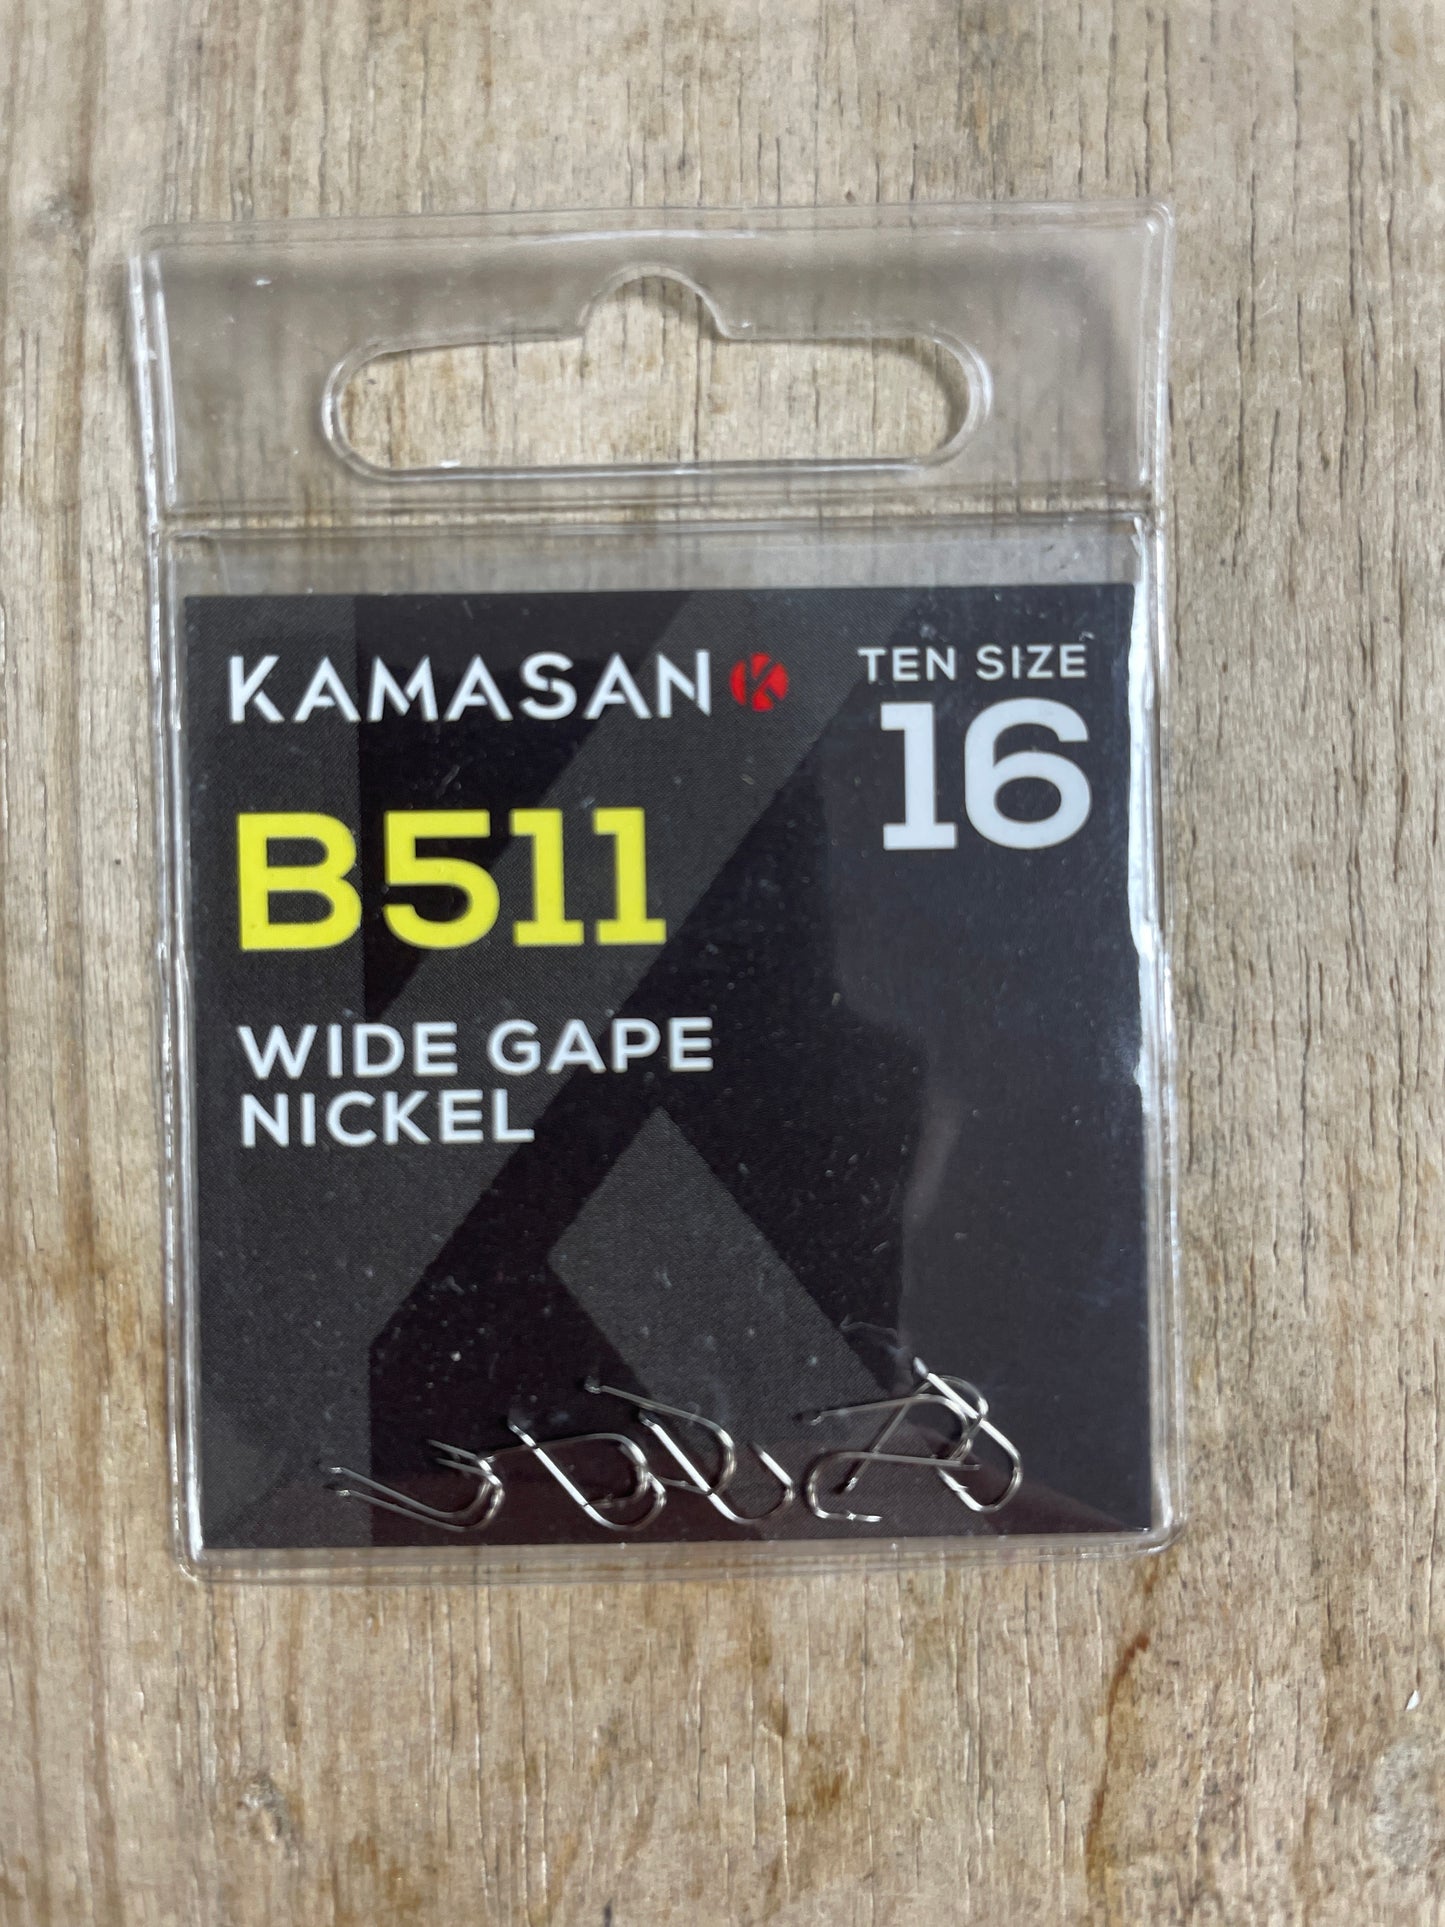 KAMASAN
TEN SIZE
16
B511
WIDE GAPE
NICKEL